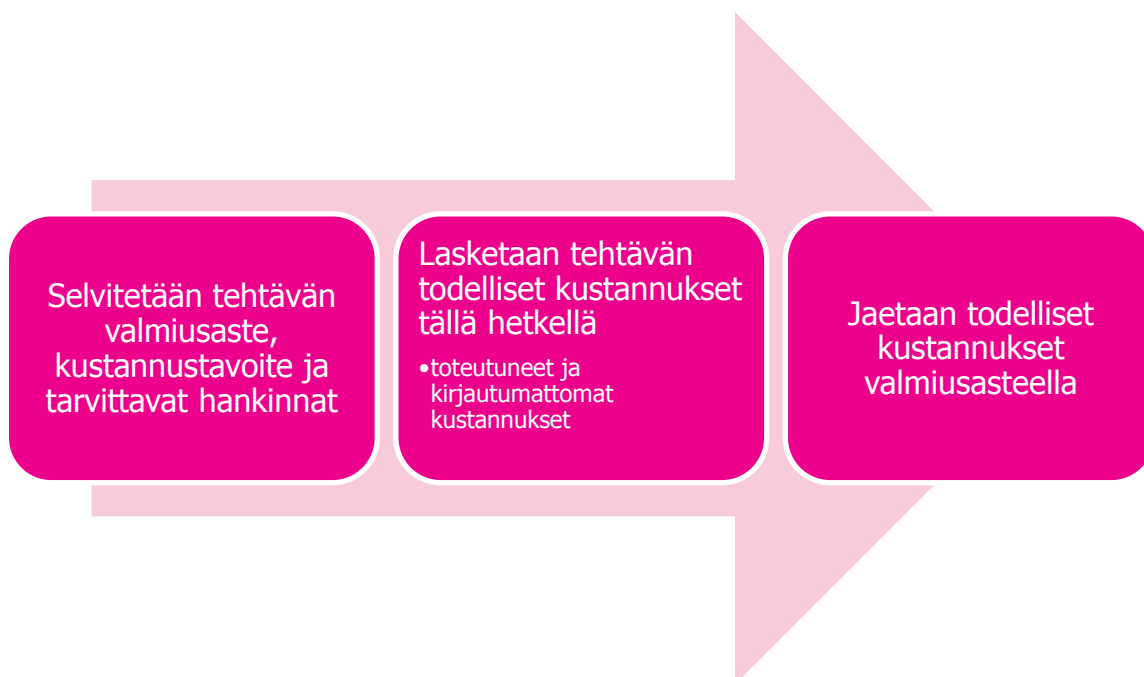 Selvitetään tehtävän
valmiusaste,
kustannustavoite ja
tarvittavat hankinnat
Lasketaan tehtävän
todelliset kustannukset
tällä hetkellä
•toteutuneet ja
kirjautumattomat
kustannukset
Jaetaan todelliset
kustannukset
valmiusasteella